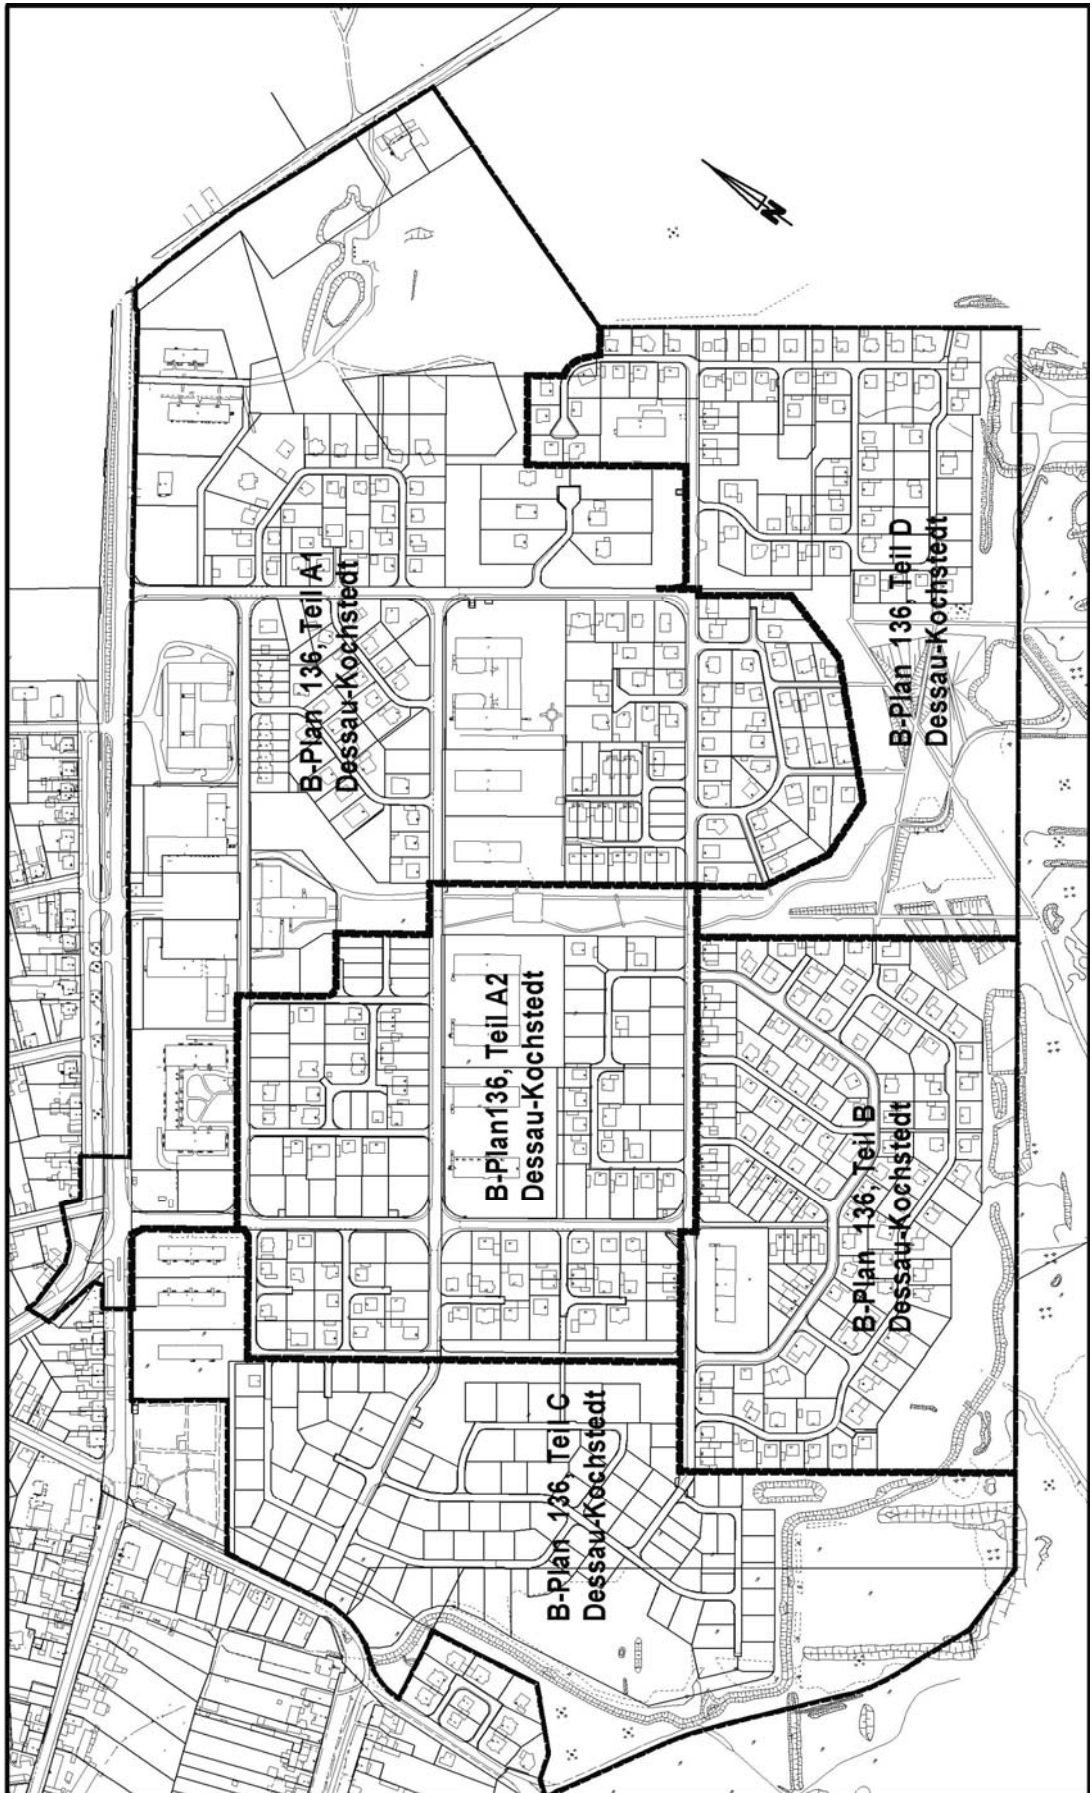 B-Plan 136, Teil A1
Dessau-Kochstedt
B-Plan136, Teil A2
Dessau-Kochstedt
B-Plan 136, Teil B
Dessau-Kochstedt
B-Plan 136, Teil C
Dessau-Kochstedt
B-Plan 136, Teil D
Dessau-Kochstedt
N